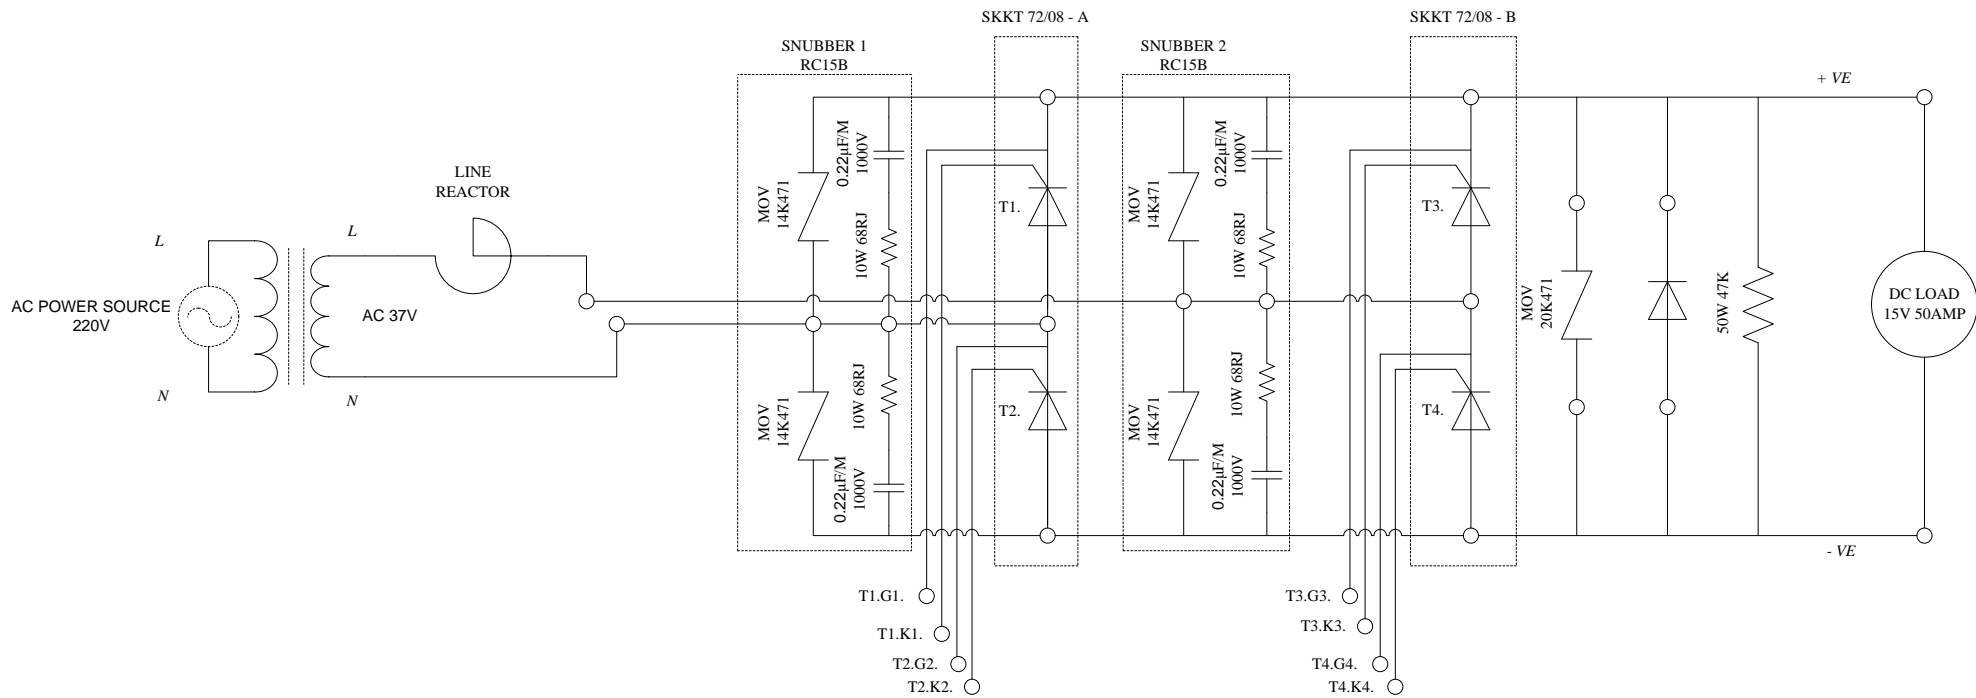 SKKT 72/08 - A
SKKT 72/08 - B
SNUBBER 1
RC15B
SNUBBER 2
RC15B
+ VE
LINE
REACTOR
MOV
14K471
0.22µF/M
1000V
10W 68RJ
T1.
MOV
14K471
0.22µF/M
1000V
10W 68RJ
T3.
L
L
AC POWER SOURCE
220V
AC 37V
N
N
MOV
14K471
10W 68RJ
0.22µF/M
1000V
T2.
MOV
14K471
10W 68RJ
0.22µF/M
1000V
T4.
MOV
20K471
50W 47K
DC LOAD
15V 50AMP
- VE
T1.G1.
T1.K1.
T2.G2.
T2.K2.
T3.G3.
T3.K3.
T4.G4.
T4.K4.